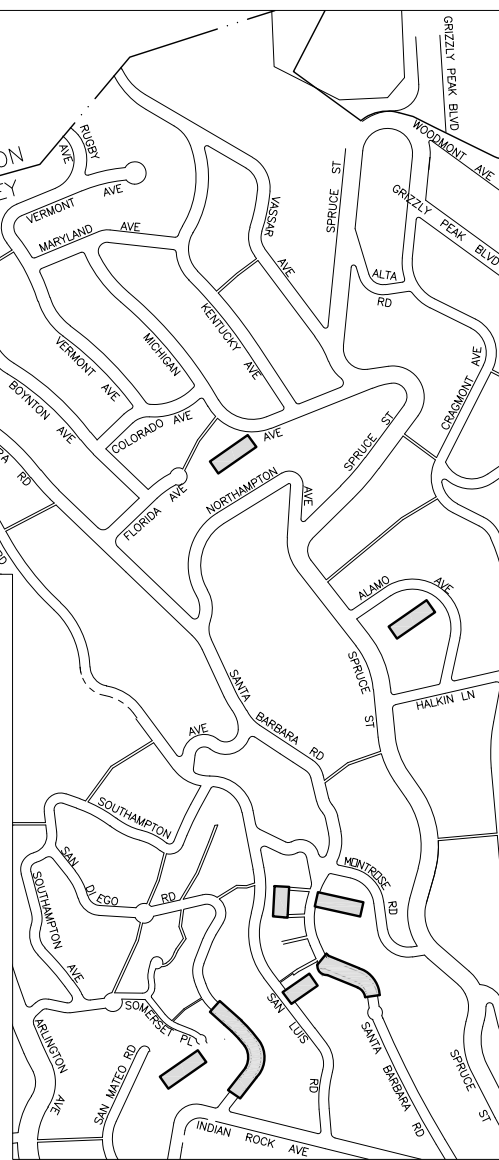 GRIZZLY PEAK BLVD
WOODMONT AVE
RUGBY
AVE
ON
EY
VERMONT AVE
MARYLAND AVE
VASSAR
AVE
SPRUCE ST
GRIZZLY PEAK BLVD
ALTA
RD
KENTUCKY
AVE
MICHIGAN
VERMONT
AVE
CRAGMONT AVE
BOYNTON
AVE
COLORADO AVE
AVE
SPRUCE ST
RA RD
FLORIDA AVE
NORTHAMPTON
AVE
RD
ALAMO AVE
SPRUCE
ST
HALKIN LN
SANTA
BARBARA RD
AVE
SOUTHAMPTON
SAN
DIEGO
RD
MONTROSE
RD
SOUTHAMPTON
AVE
SOMERSET PL
SAN LUIS
RD
SANTA
BARBARA RD
ARLINGTON
AVE
SAN MATEO RD
SPRUCE
ST
INDIAN ROCK AVE